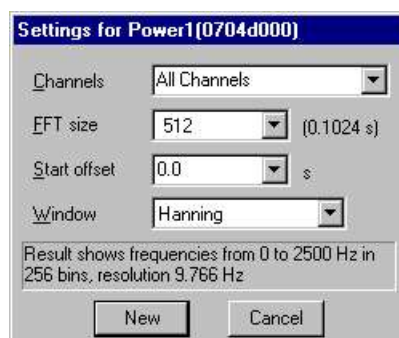 Settings for Power1(0704d000)
Channels All Channels
FFT size 512 (0.1024 s)
Start offset 0.0 s
Window Hanning
Result shows frequencies from 0 to 2500 Hz in
256 bins, resolution 9.766 Hz
New Cancel